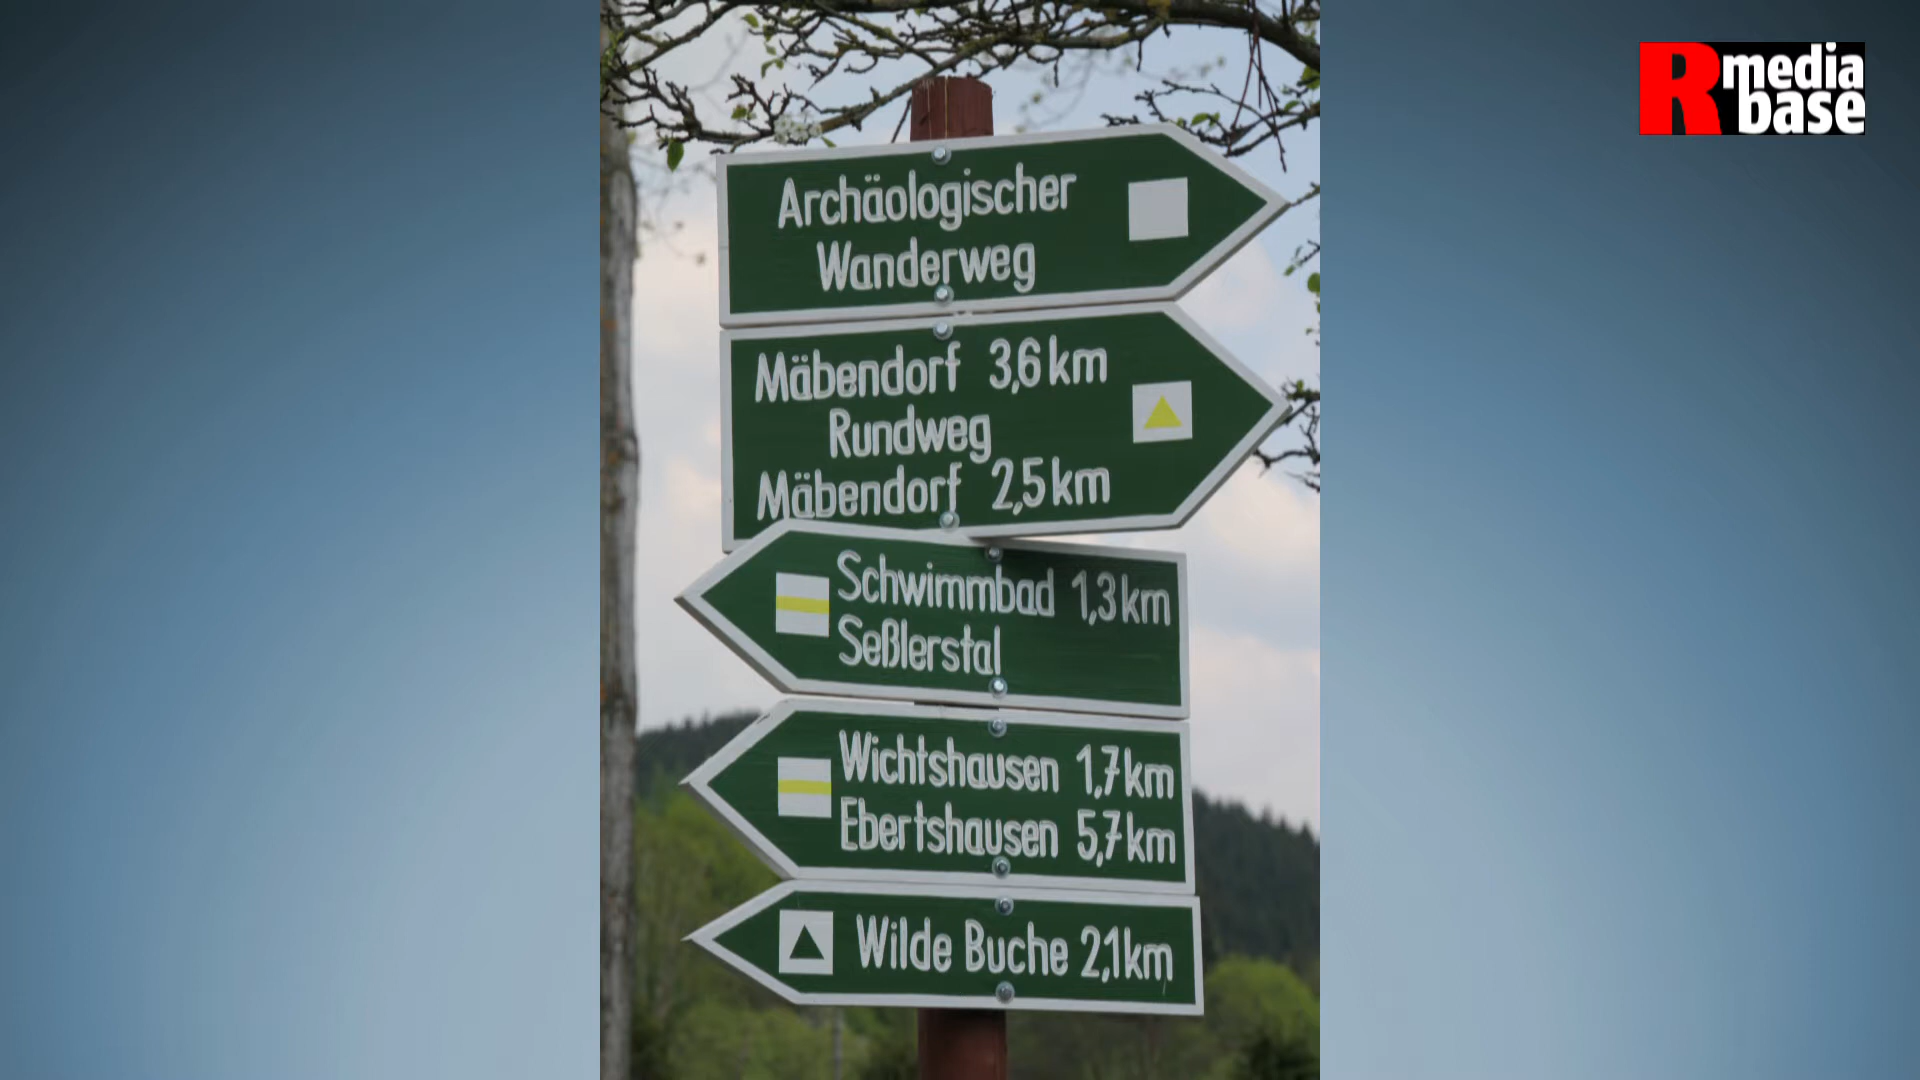 R media
base
Archäologischer
Wanderweg
Mäbendorf 3,6 km
Rundweg
Mäbendorf 2,5 km
Schwimmbad 1,3 km
Seßlerstal
Wichtshausen 1,7 km
Ebertshausen 5,7 km
Wilde Buche 2,1 km